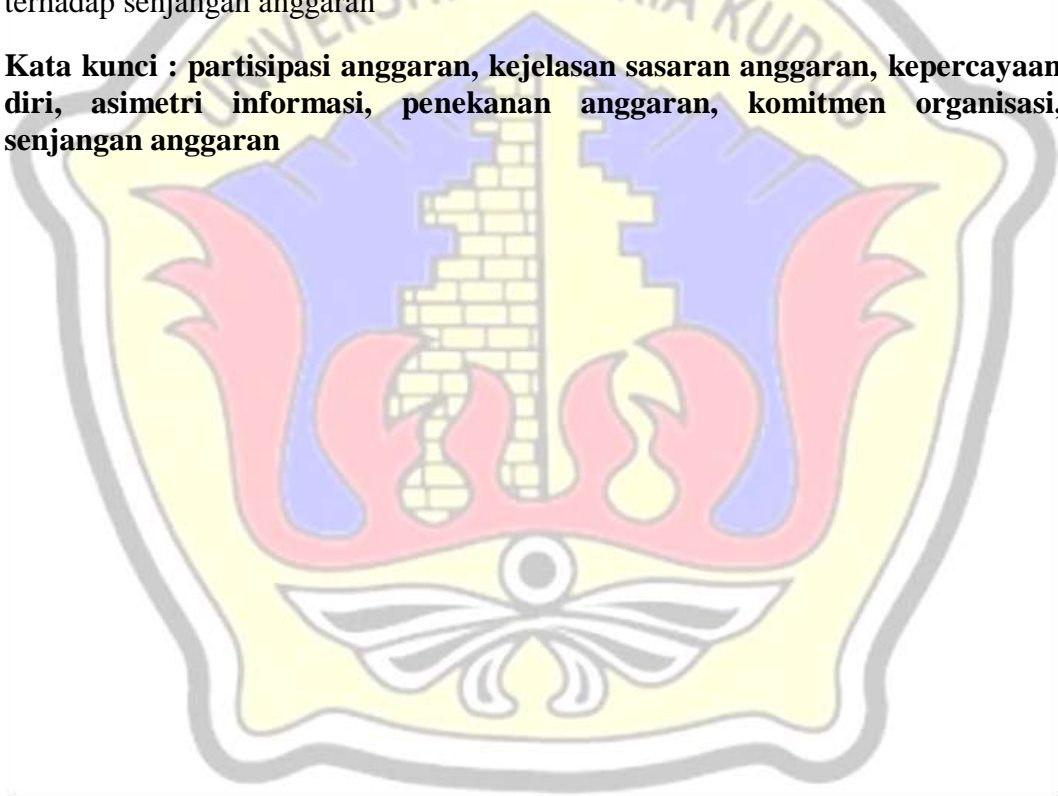 terhadap senjangan anggaran
Kata kunci : partisipasi anggaran, kejelasan sasaran anggaran, kepercayaan
diri, asimetri informasi, penekanan anggaran, komitmen organisasi,
senjangan anggaran
KUDUS